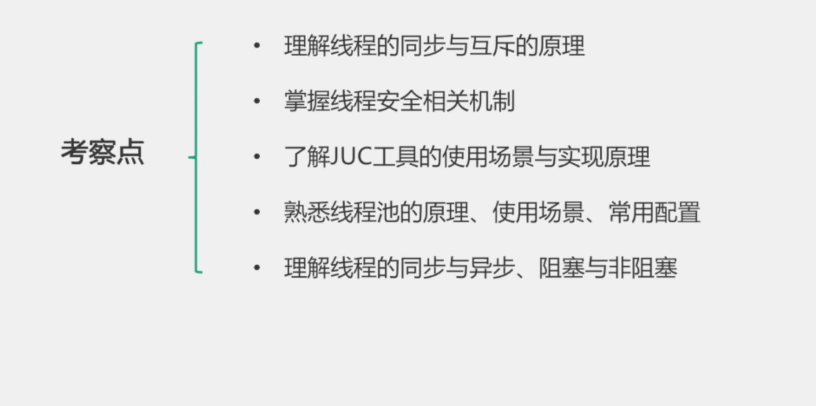 考察点
• 理解线程的同步与互斥的原理
• 掌握线程安全相关机制
• 了解JUC工具的使用场景与实现原理
• 熟悉线程池的原理、使用场景、常用配置
• 理解线程的同步与异步、阻塞与非阻塞